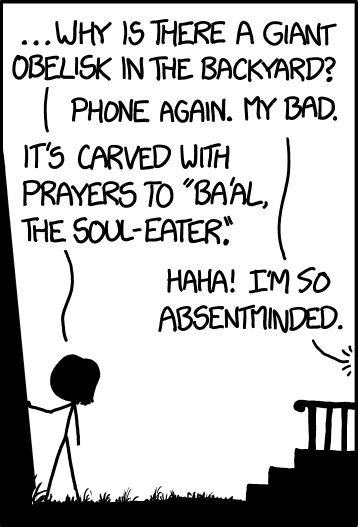 ...WHY IS THERE A GIANT
OBELISK IN THE BACKYARD?
PHONE AGAIN. MY BAD.
IT'S CARVED WITH
PRAYERS TO "BA'AL,
THE SOUL-EATER."
HAHA! I'M SO
ABSENTMINDED.